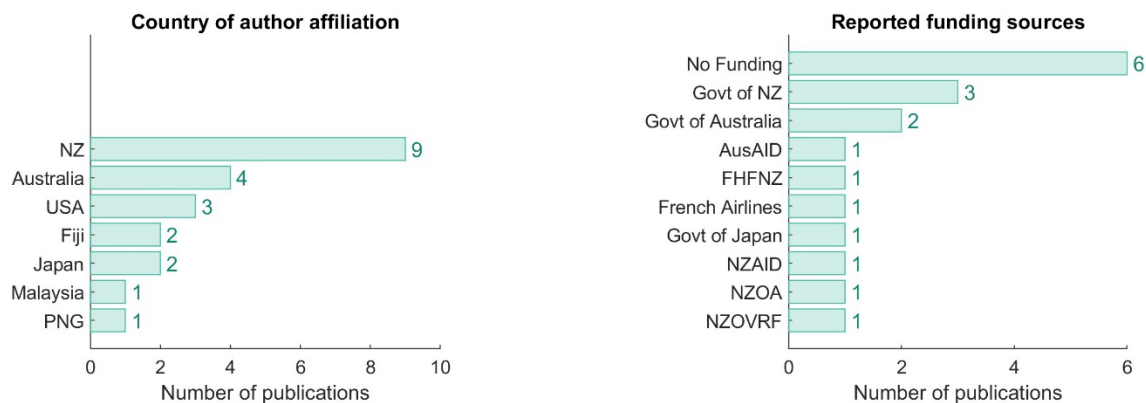 Country of author affiliation
NZ 9
Australia 4
USA 3
Fiji 2
Japan 2
Malaysia 1
PNG 1
0 2 4 6 8 10
Number of publications
Reported funding sources
No Funding 6
Govt of NZ 3
Govt of Australia 2
AusAID 1
FHFNZ 1
French Airlines 1
Govt of Japan 1
NZAID 1
NZOA 1
NZOVRF 1
0 2 4 6
Number of publications